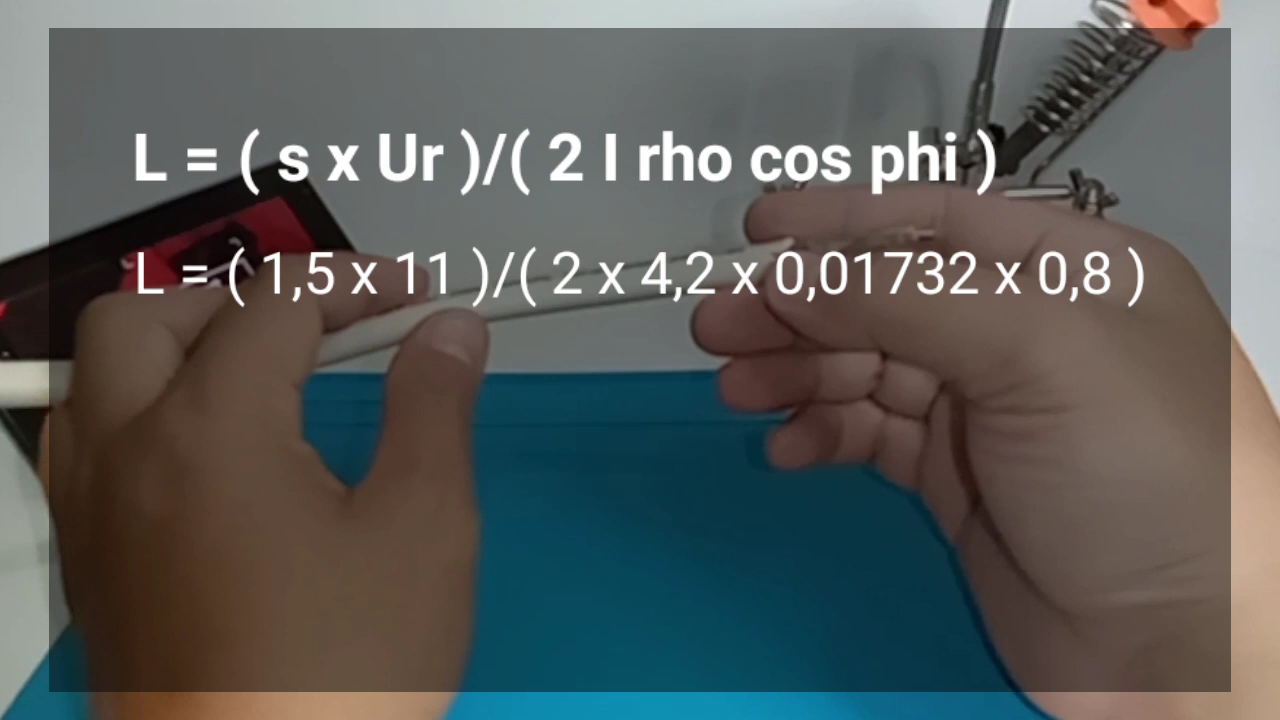 L = ( s x Ur )/( 2 I rho cos phi )
L = ( 1,5 x 11 )/( 2 x 4,2 x 0,01732 x 0,8 )